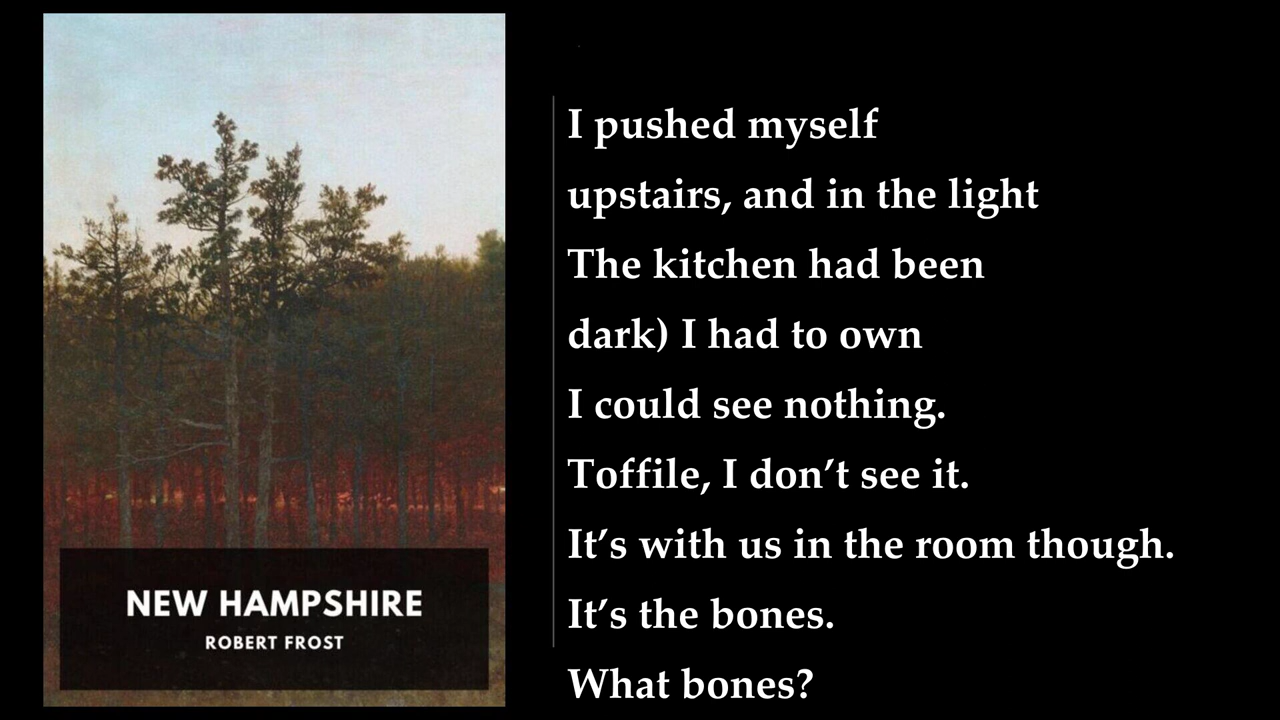 NEW HAMPSHIRE
ROBERT FROST
I pushed myself
upstairs, and in the light
The kitchen had been
dark) I had to own
I could see nothing.
Toffile, I don’t see it.
It’s with us in the room though.
It’s the bones.
What bones?